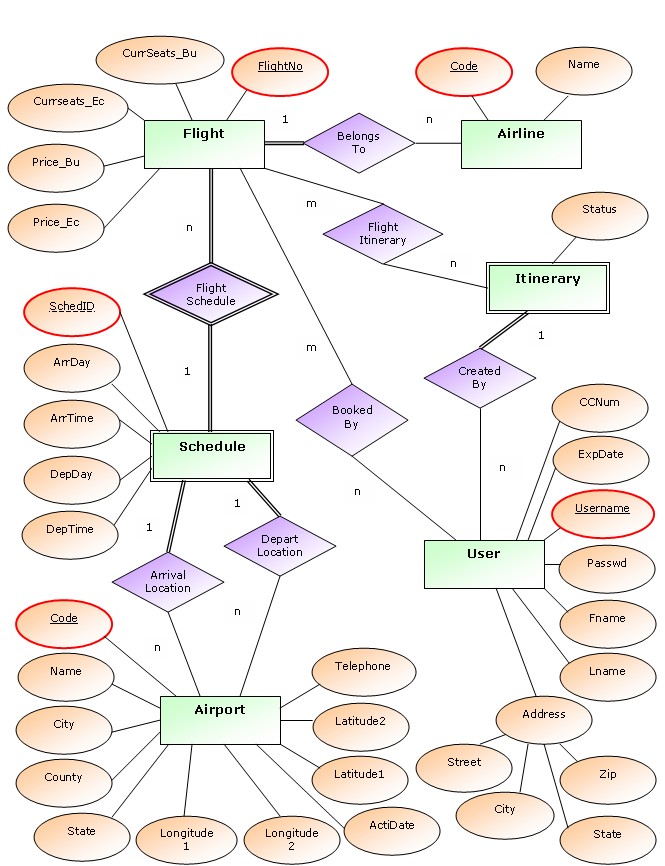 CurrSeats_Bu
FlightNo
Code
Name
Currseats_Ec
Flight
1
Belongs
To
n
Airline
Price_Bu
Price_Ec
m
Flight
Itinerary
Status
n
n
Itinerary
Flight
Schedule
SchedID
1
ArrDay
1
m
Created
By
ArrTime
Booked
By
CCNum
Schedule
ExpDate
DepDay
n
n
DepTime
1
1
Username
Depart
Location
User
Passwd
Arrival
Location
Code
n
Fname
n
Name
Telephone
Lname
City
Airport
Latitude2
Address
County
Latitude1
Street
Zip
State
Longitude
1
Longitude
2
ActiDate
City
State